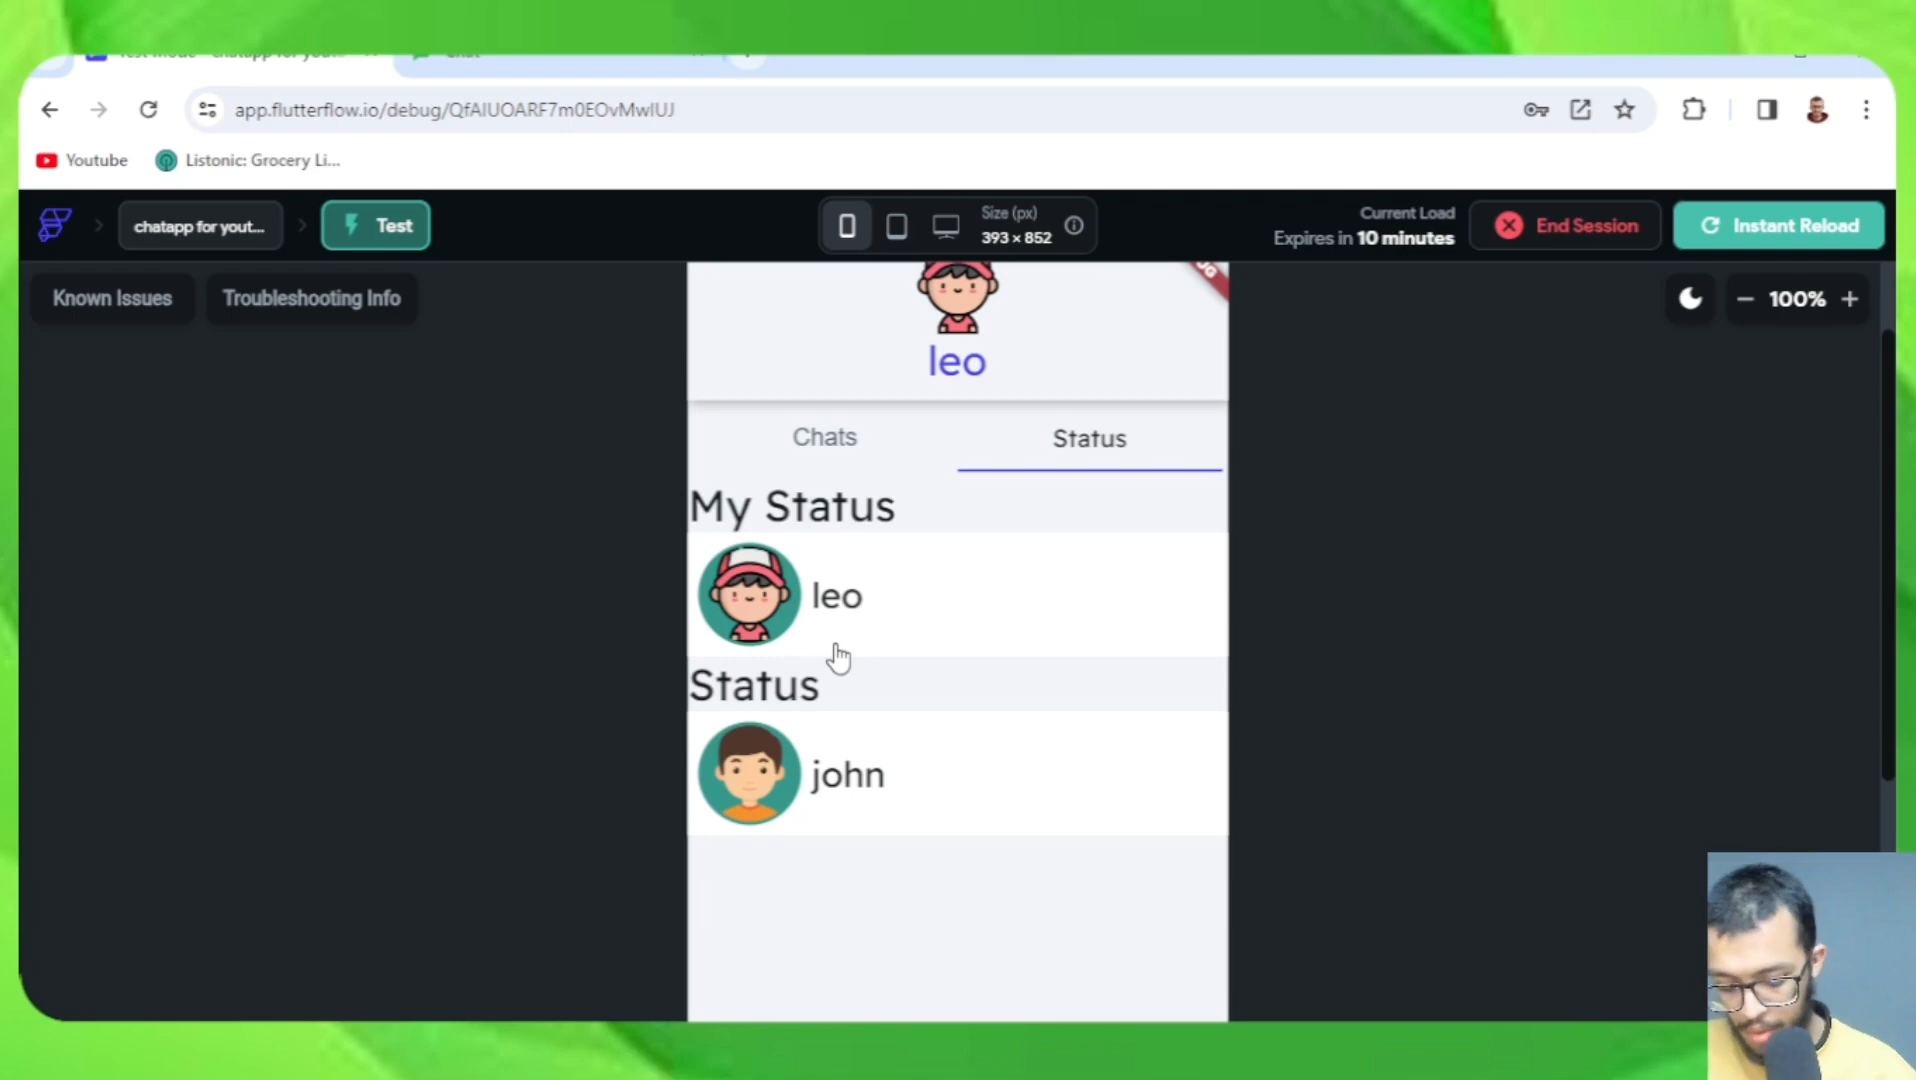 app.flutterflow.io/debug/QfAIUOARF7m0EOvMwIUJ
Youtube
Listonic: Grocery Li...
chatapp for yout...
Test
Size (px)
393 × 852
Current Load
Expires in 10 minutes
End Session
Instant Reload
Known Issues
Troubleshooting Info
100%
leo
Chats
Status
My Status
leo
Status
john